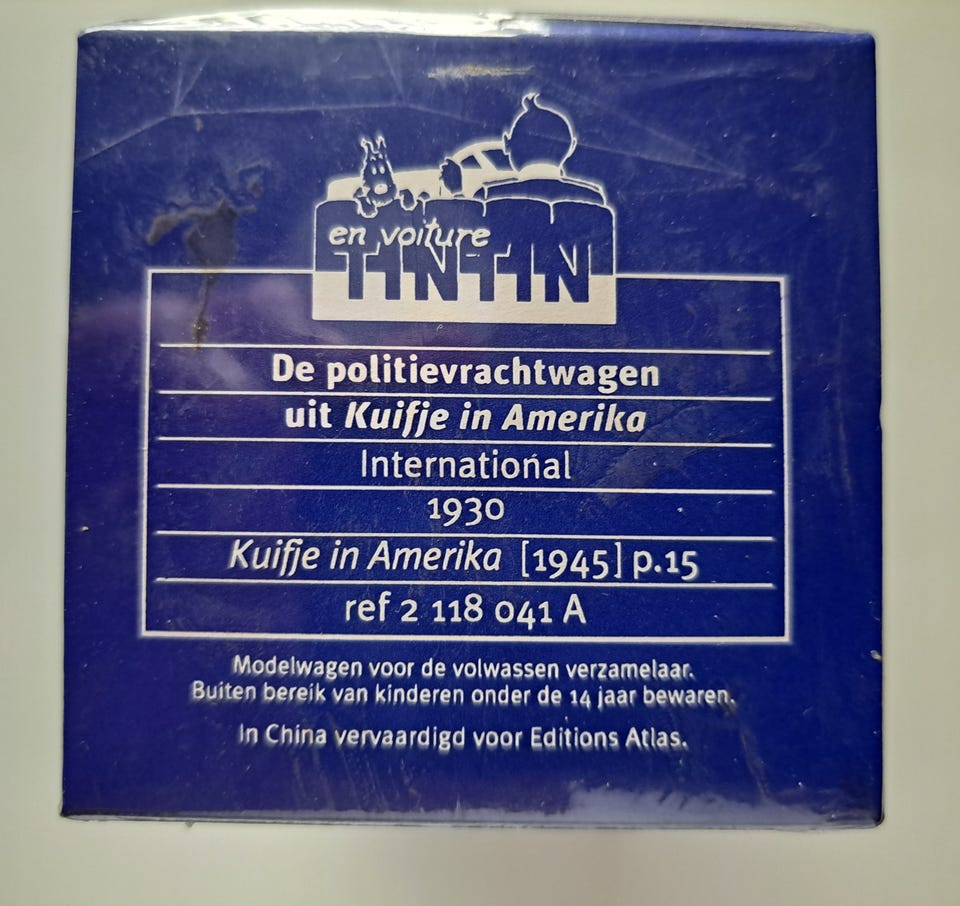 en voiture
TINTIN
De politievrachtwagen
uit Kuifje in Amerika
International
1930
Kuifje in Amerika [1945] p.15
ref 2 118 041 A
Modelwagen voor de volwassen verzamelaar.
Buiten bereik van kinderen onder de 14 jaar bewaren.
In China vervaardigd voor Editions Atlas.